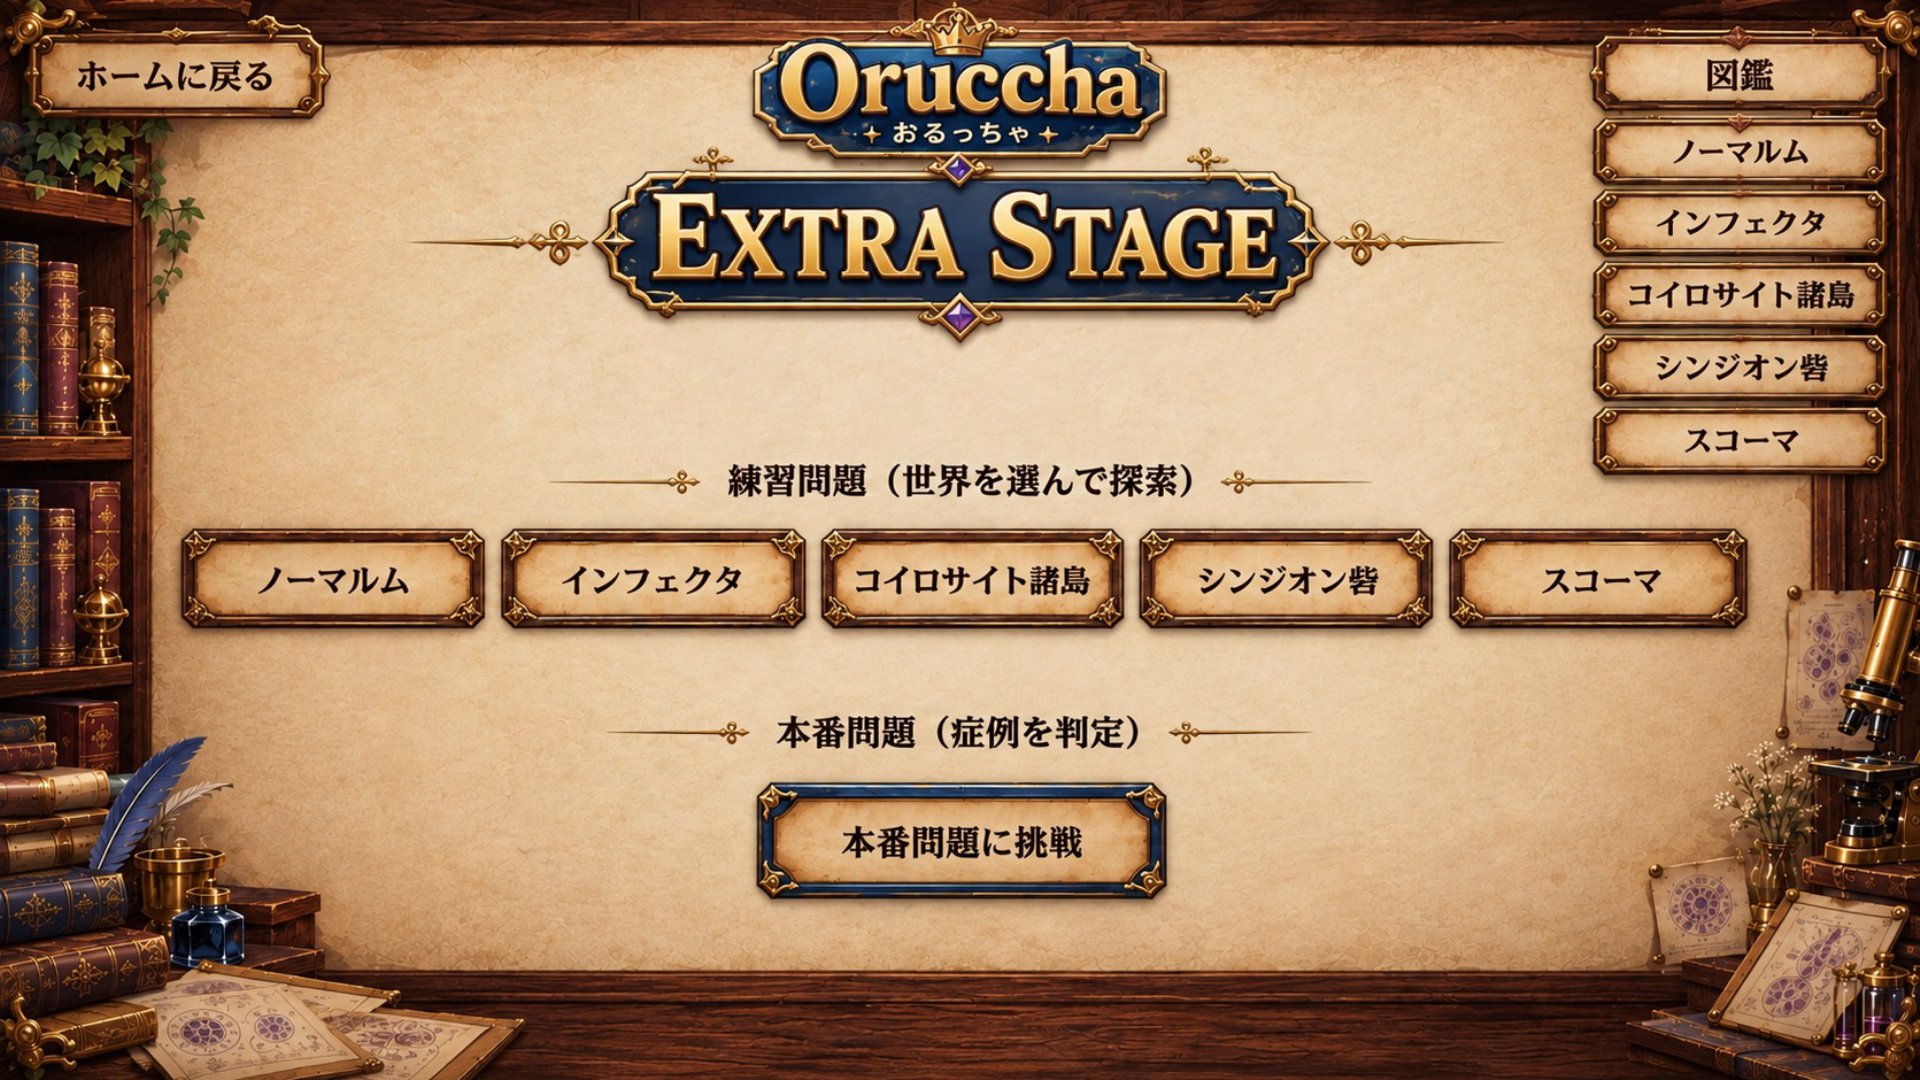 ホームに戻る
Oruccha
おるっちゃ
EXTRA STAGE
図鑑
ノーマルム
インフェクタ
コイロサイト諸島
シンジオン砦
スコーマ
練習問題（世界を選んで探索）
ノーマルム
インフェクタ
コイロサイト諸島
シンジオン砦
スコーマ
本番問題（症例を判定）
本番問題に挑戦